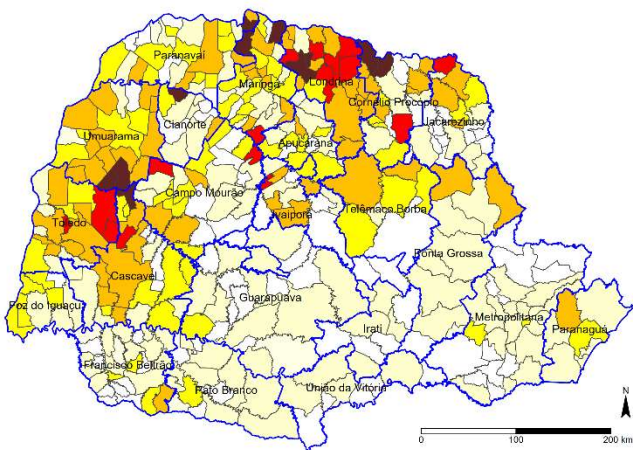 Paranavaí
Maringá
Londrina
Cornélio Procópio
Jacarezinho
Umuarama
Cianorte
Apucarana
Campo Mourão
Ivaiporã
Telêmaco Borba
Toledo
Cascavel
Ponta Grossa
Foz do Iguaçu
Guarapuava
Metropolitana
Paranaguá
Irati
Francisco Beltrão
Pato Branco
União da Vitória
N
0 100 200 km